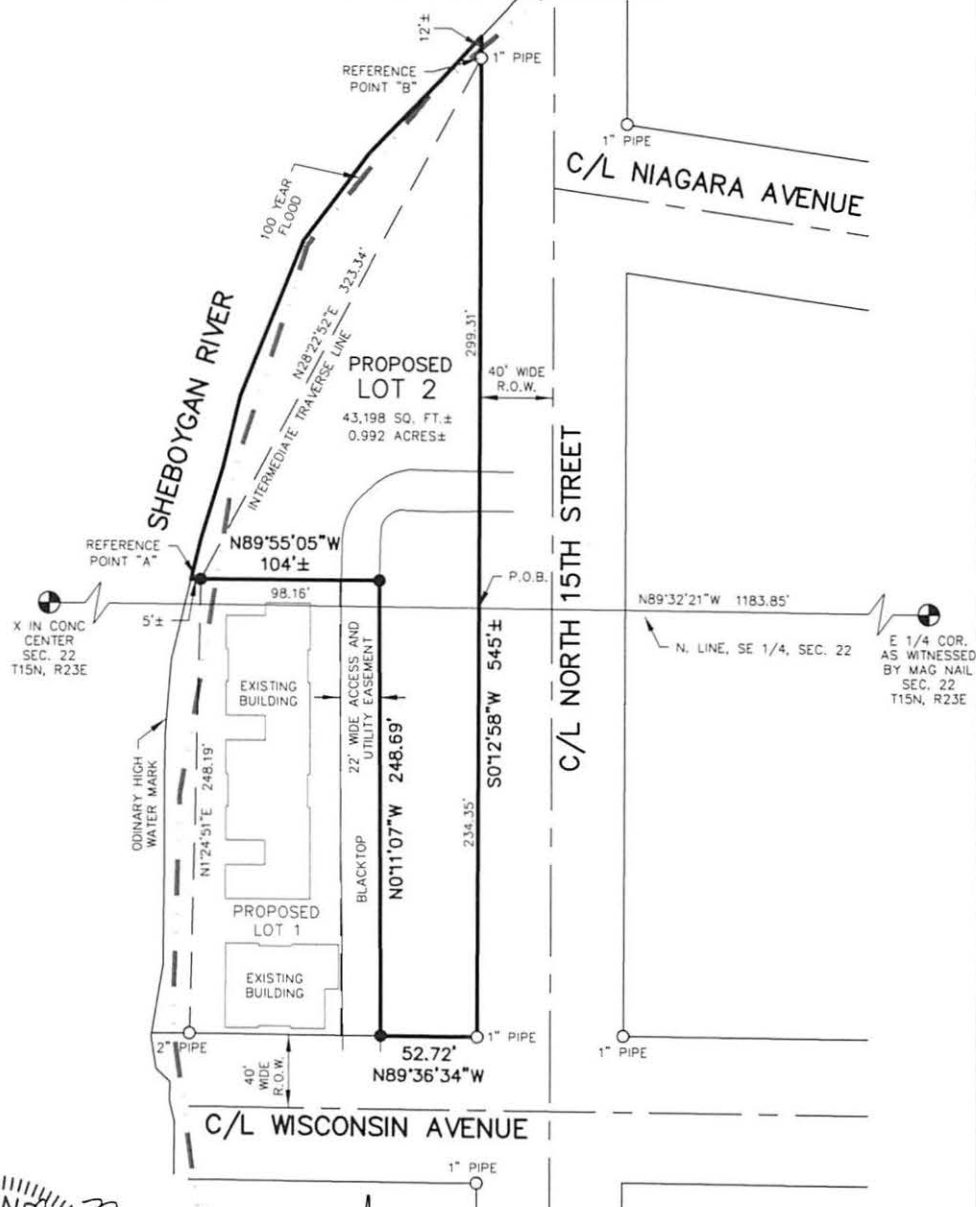 12'±
1" PIPE
REFERENCE
POINT "B"
1" PIPE
C/L NIAGARA AVENUE
100 YEAR
FLOOD
N28°22'52"E 323.34'
INTERMEDIATE TRAVERSE LINE
SHEBOYGAN RIVER
299.31'
PROPOSED
LOT 2
43,198 SQ. FT.±
0.992 ACRES±
40' WIDE
R.O.W.
C/L NORTH 15TH STREET
REFERENCE
POINT "A"
N89°55'05"W
104'±
98.16'
P.O.B.
5'±
X IN CONC
CENTER
SEC. 22
T15N, R23E
N89°32'21"W 1183.85'
N. LINE, SE 1/4, SEC. 22
E 1/4 COR.
AS WITNESSED
BY MAG NAIL
SEC. 22
T15N, R23E
EXISTING
BUILDING
22' WIDE ACCESS AND
UTILITY EASEMENT
S0°12'58"W 545'±
ODINARY HIGH
WATER MARK
N1°24'51"E 248.19'
BLACKTOP
N0°11'07"W 248.69'
234.35'
PROPOSED
LOT 1
EXISTING
BUILDING
2" PIPE
1" PIPE
1" PIPE
52.72'
N89°36'34"W
40'
WIDE
R.O.W.
C/L WISCONSIN AVENUE
1" PIPE